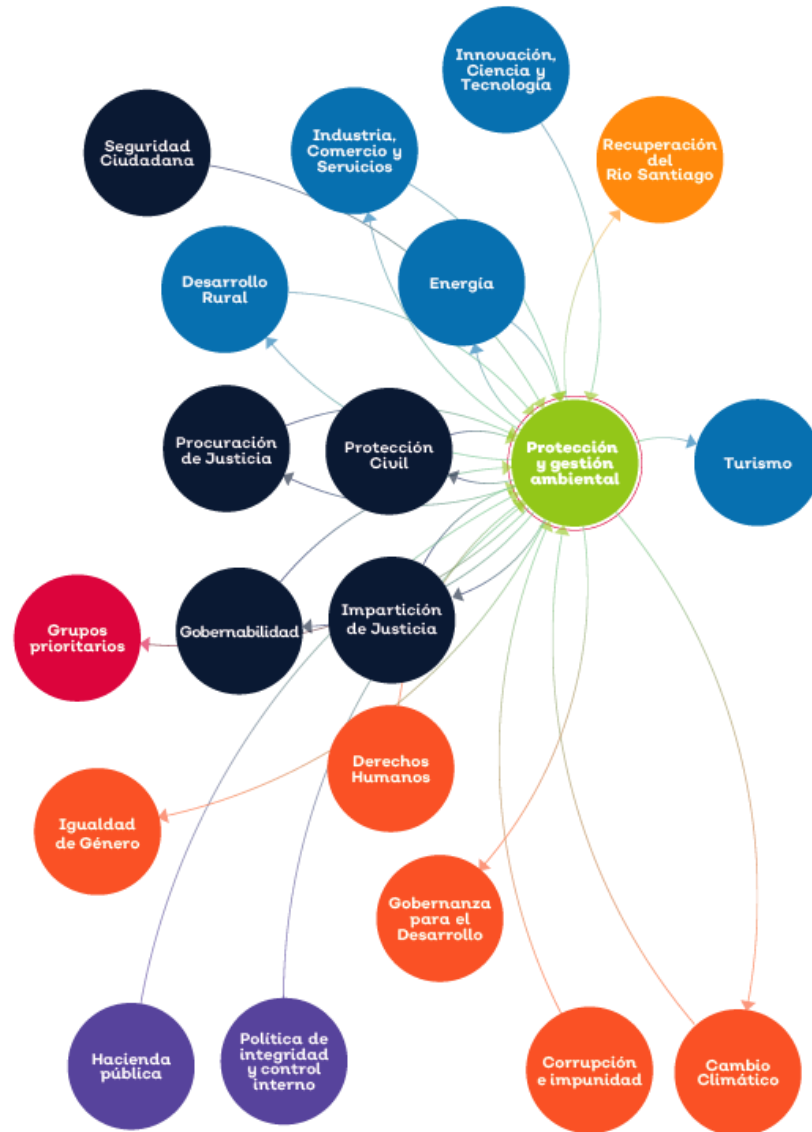 Innovación,
Ciencia y
Tecnología
Seguridad
Ciudadana
Industria,
Comercio y
Servicios
Recuperación
del
Rio Santiago
Desarrollo
Rural
Energía
Procuración
de Justicia
Protección
Civil
Protección
y gestión
ambiental
Turismo
Grupos
prioritarios
Gobernabilidad
Impartición
de Justicia
Derechos
Humanos
Igualdad
de Género
Gobernanza
para el
Desarrollo
Hacienda
pública
Política de
integridad
y control
interno
Corrupción
e impunidad
Cambio
Climático